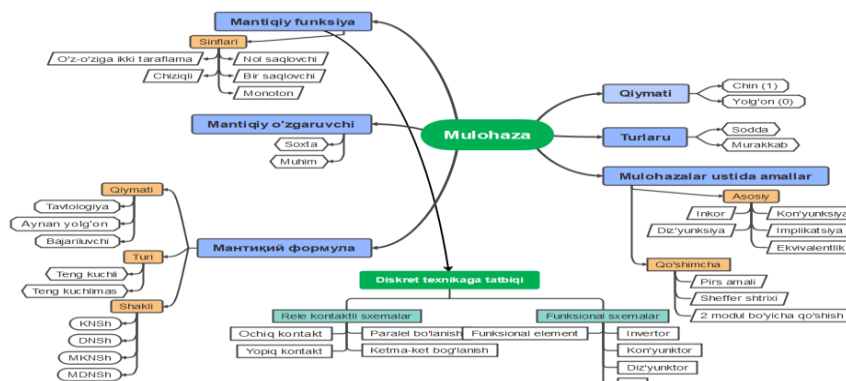 Mantiqiy funksiya
Sinflari
O'z-o'ziga ikki taraflama
Nol saqlovchi
Chiziqli
Bir saqlovchi
Monoton
Mantiqiy o'zgaruvchi
Soxta
Muhim
Mulohaza
Qiymati
Chin (1)
Yolg'on (0)
Turlaru
Sodda
Murakkab
Mulohazalar ustida amallar
Asosiy
Inkor
Kon'yunksiya
Diz'yunksiya
Implikatsiya
Ekvivalentlik
Qo'shimcha
Pirs amali
Sheffer shtrixi
2 modul bo'yicha qo'shish
Мантиқий формула
Qiymati
Tavtologiya
Aynan yolg'on
Bajariluvchi
Turi
Teng kuchli
Teng kuchlimas
Shakli
KNSh
DNSh
MKNSh
MDNSh
Diskret texnikaga tatbiqi
Rele kontaktli sxemalar
Ochiq kontakt
Paralel bo'lanish
Yopiq kontakt
Ketma-ket bog'lanish
Funksional sxemalar
Funksional element
Invertor
Kon'yunktor
Diz'yunktor